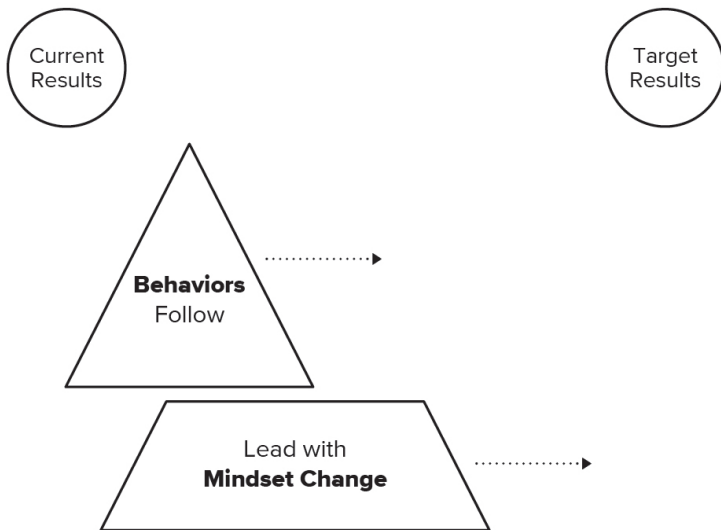 Current
Results
Target
Results
Behaviors
Follow
Lead with
Mindset Change